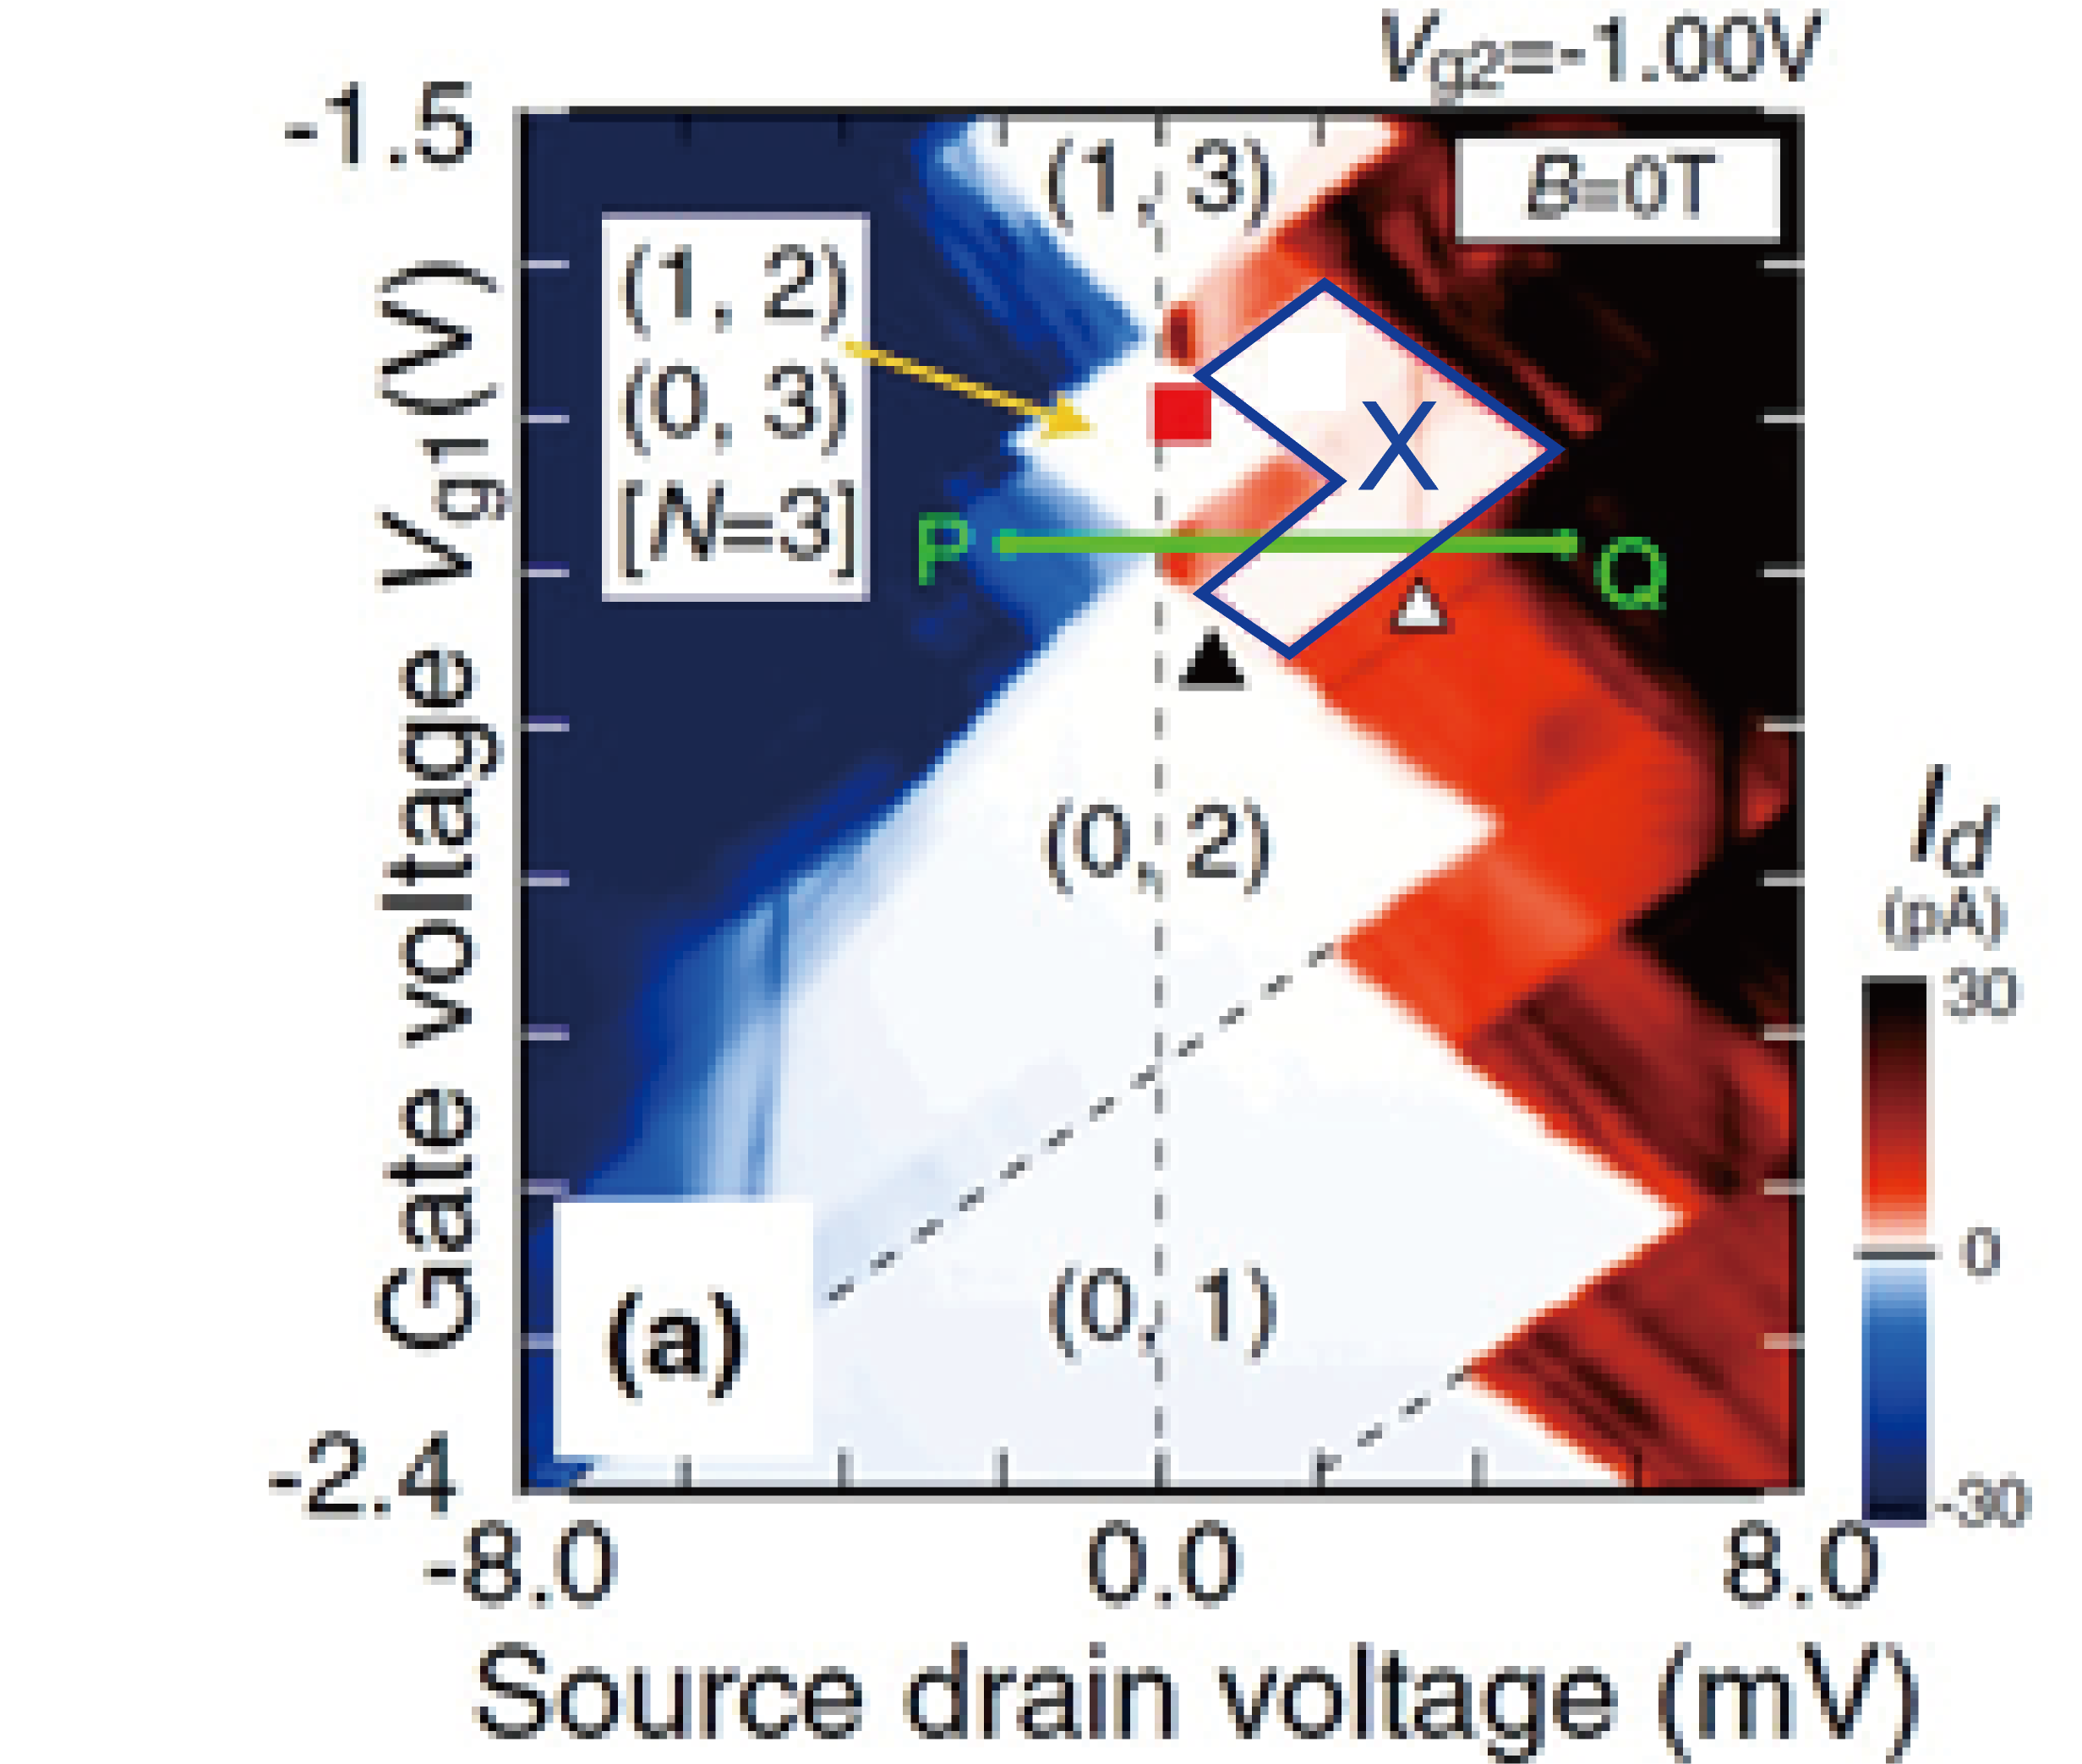 Vg2=-1.00V
-1.5
(1, 3)
B=0T
(1, 2)
(0, 3)
[N=3]
X
P
Q
Gate voltage Vg1(V)
(0, 2)
Id
(pA)
30
0
-30
(0, 1)
(a)
-2.4
-8.0
0.0
8.0
Source drain voltage (mV)